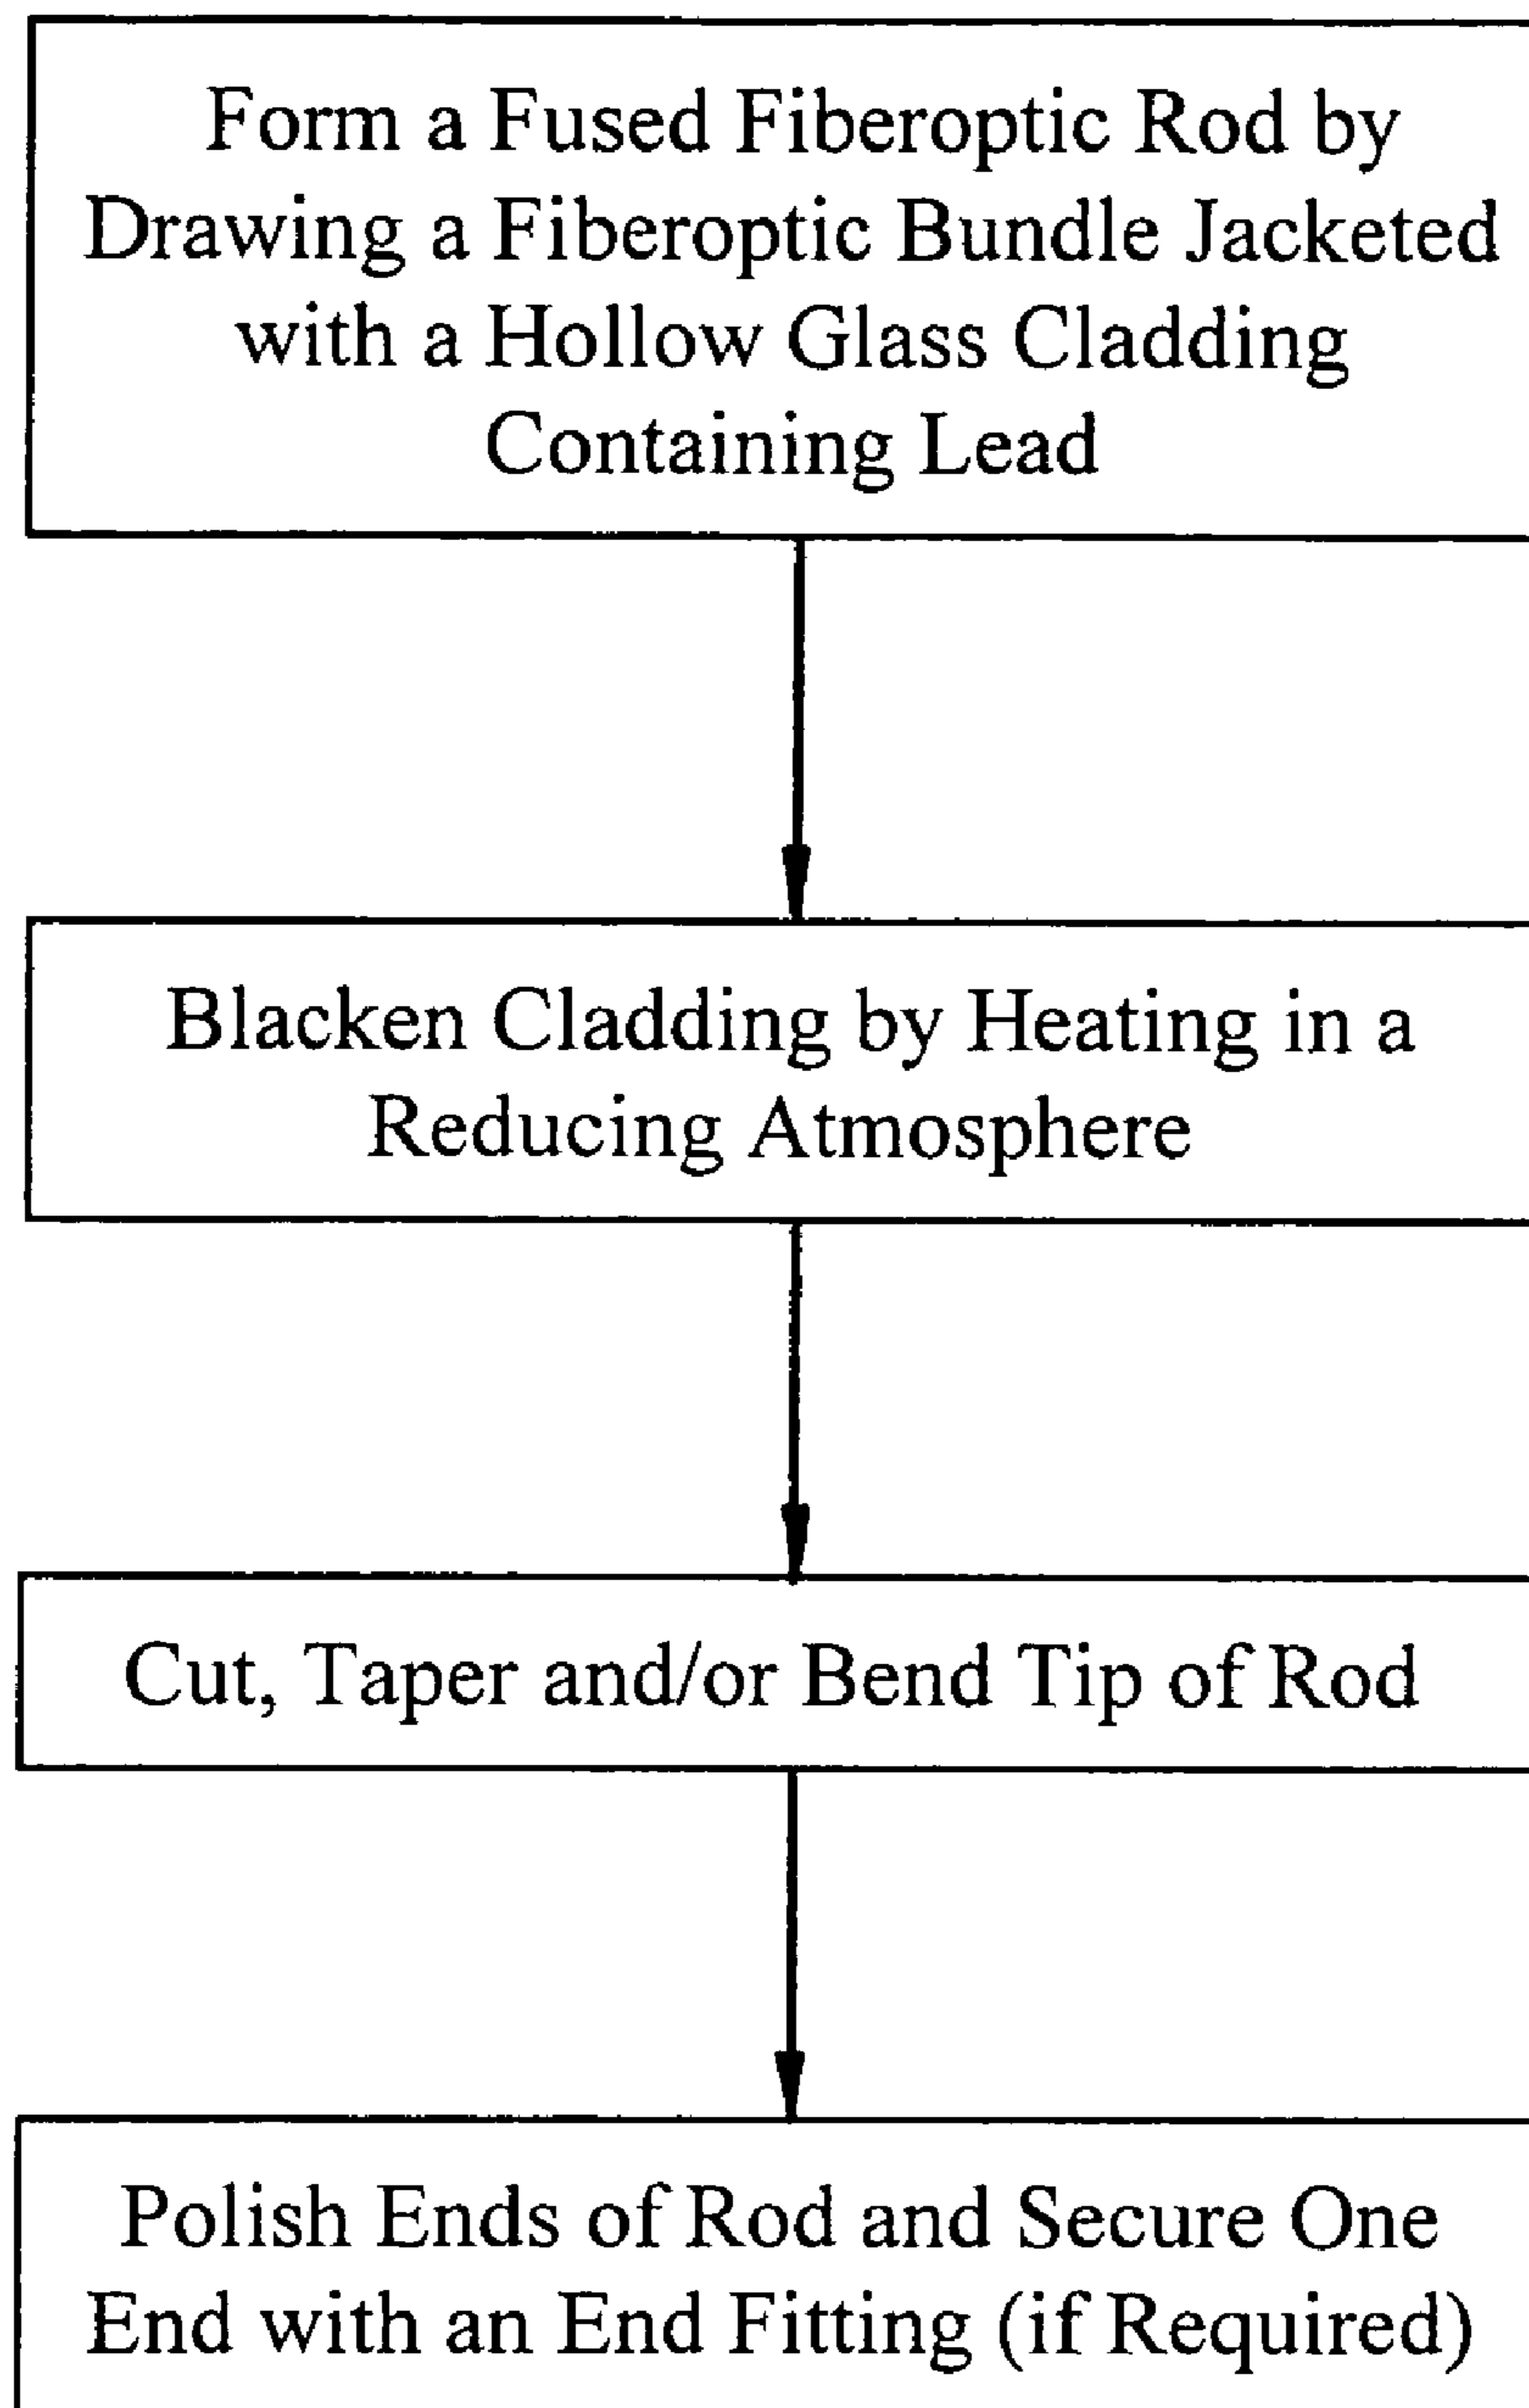 Form a Fused Fiberoptic Rod by
Drawing a Fiberoptic Bundle Jacketed
with a Hollow Glass Cladding
Containing Lead
Blacken Cladding by Heating in a
Reducing Atmosphere
Cut, Taper and/or Bend Tip of Rod
Polish Ends of Rod and Secure One
End with an End Fitting (if Required)